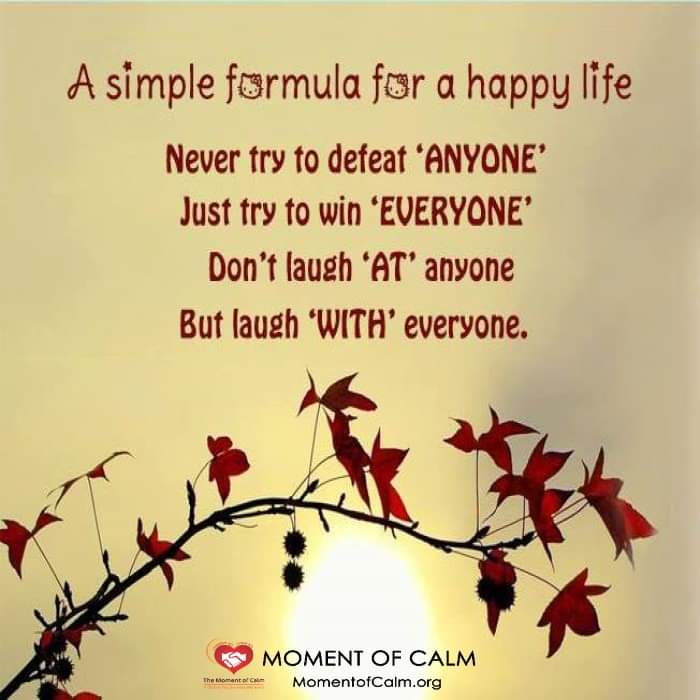 A simple formula for a happy life
Never try to defeat ‘ANYONE’
Just try to win ‘EVERYONE’
Don’t laugh ‘AT’ anyone
But laugh ‘WITH’ everyone.
MOMENT OF CALM
The Moment of Calm
MomentofCalm.org